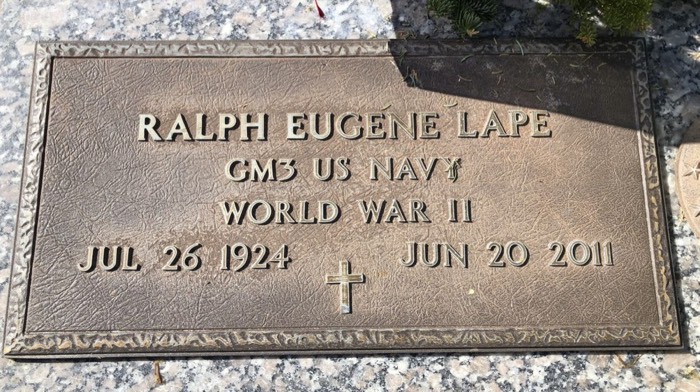 RALPH EUGENE LAPE
GM3 US NAVY
WORLD WAR II
JUL 26 1924 JUN 20 2011